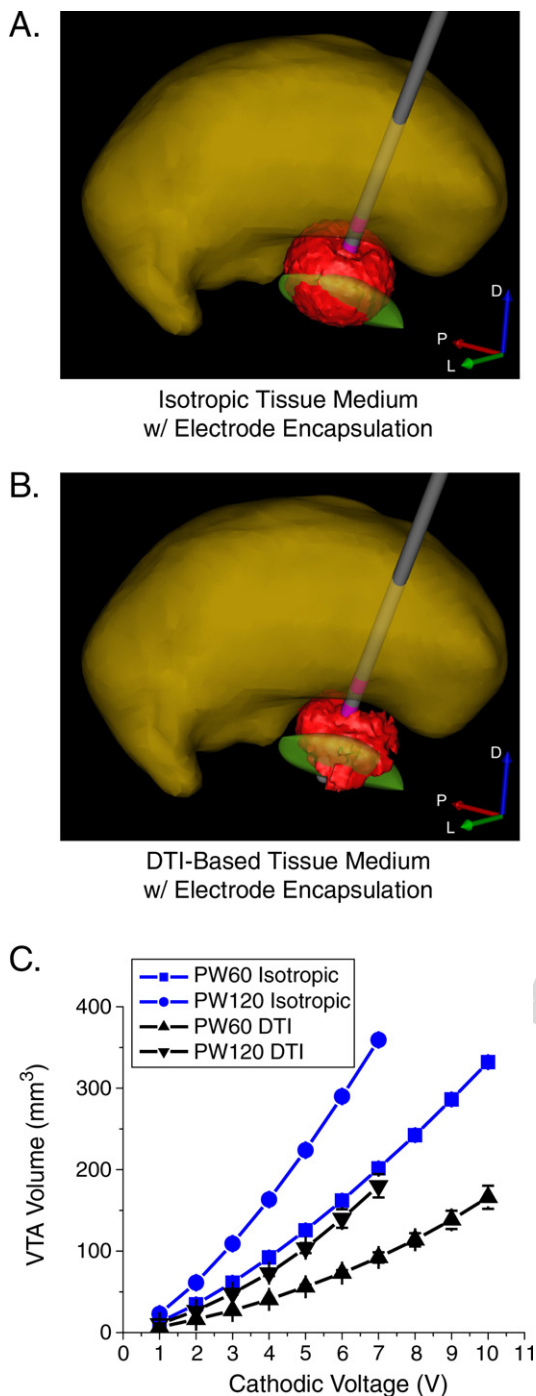 A.
D
P
L
Isotropic Tissue Medium
w/ Electrode Encapsulation
B.
D
P
L
DTI-Based Tissue Medium
w/ Electrode Encapsulation
C.
PW60 Isotropic
PW120 Isotropic
PW60 DTI
PW120 DTI
400
300
200
100
0
VTA Volume (mm³)
0 1 2 3 4 5 6 7 8 9 10 11
Cathodic Voltage (V)